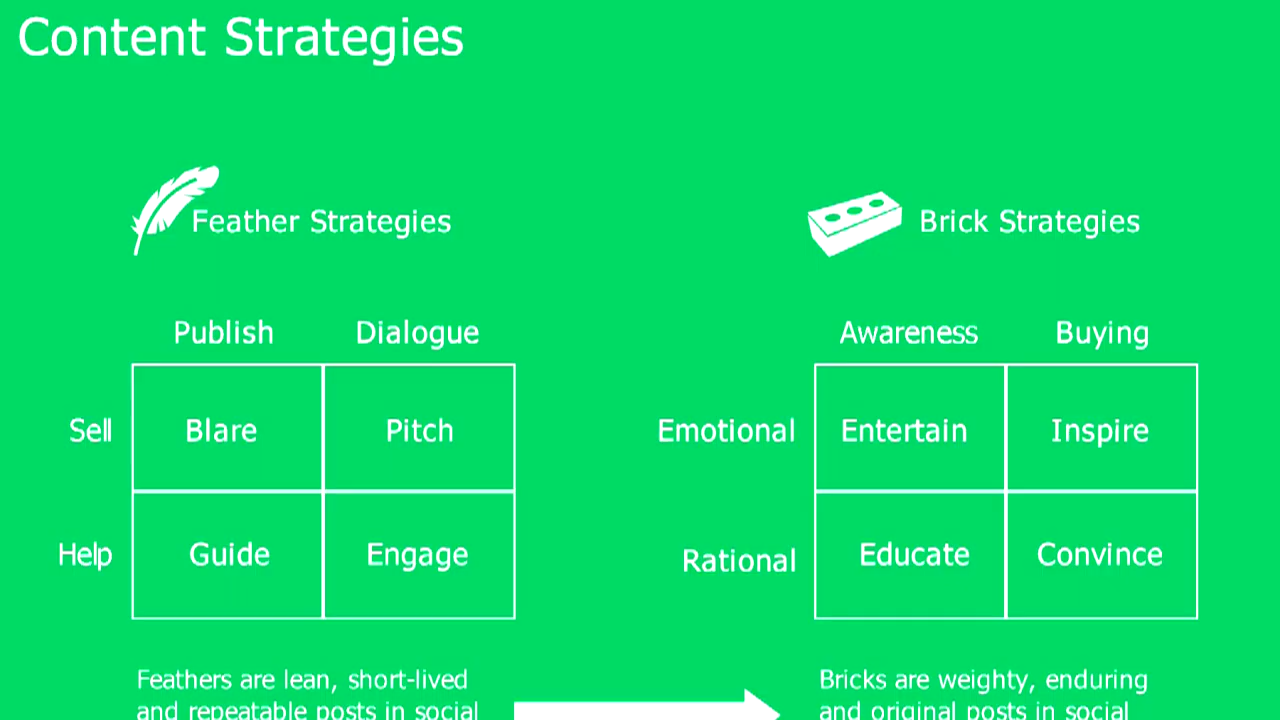 Content Strategies
Feather Strategies
Brick Strategies
Publish Dialogue
Awareness Buying
Sell Blare Pitch
Emotional Entertain Inspire
Help Guide Engage
Rational Educate Convince
Feathers are lean, short-lived
and repeatable posts in social
Bricks are weighty, enduring
and original posts in social